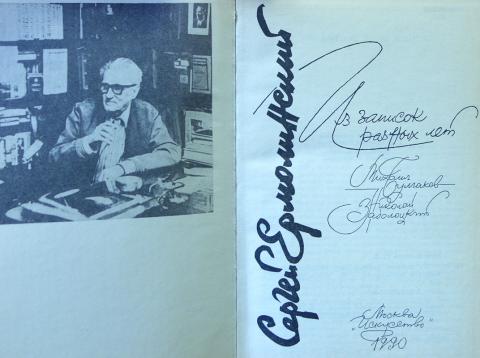 Сергей Ермолинский
Из записок
разных лет
Михаил
Булгаков
Николай
Заболоцкий
Москва
"Искусство"
1990